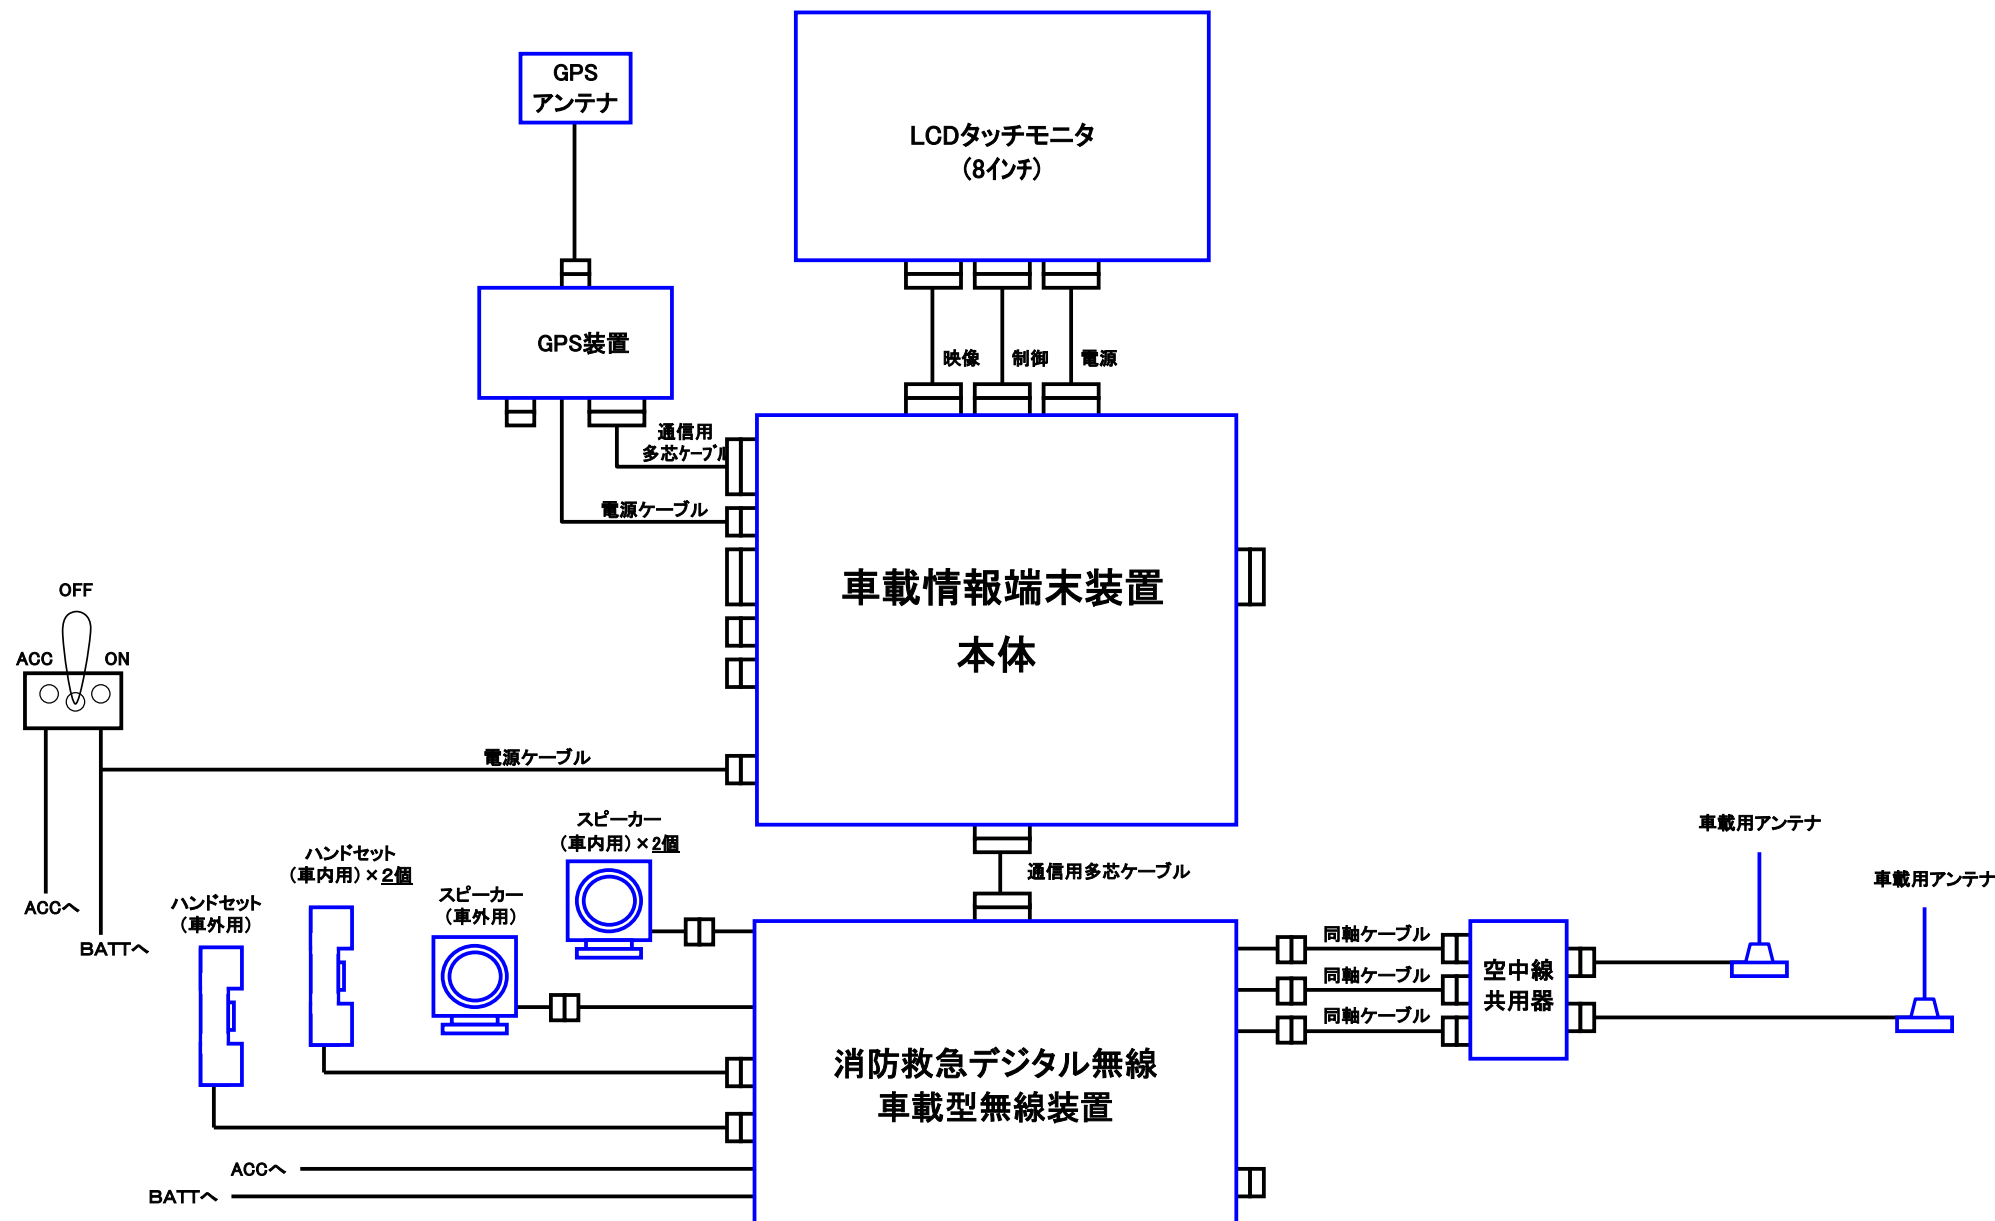 GPS
アンテナ
LCDタッチモニタ
(8インチ)
GPS装置
映像
制御
電源
通信用
多芯ケーブル
電源ケーブル
車載情報端末装置
本体
OFF
ACC
ON
電源ケーブル
ACCへ
BATTへ
スピーカー
(車内用)×2個
ハンドセット
(車内用)×2個
スピーカー
(車外用)
ハンドセット
(車外用)
通信用多芯ケーブル
車載用アンテナ
車載用アンテナ
同軸ケーブル
同軸ケーブル
同軸ケーブル
空中線
共用器
消防救急デジタル無線
車載型無線装置
ACCへ
BATTへ